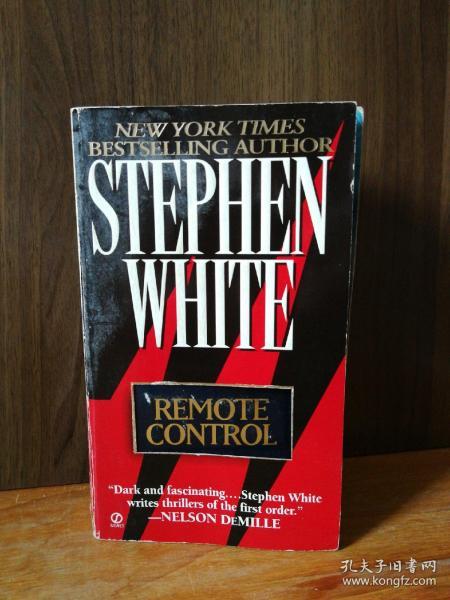 NEW YORK TIMES
BESTSELLING AUTHOR
STEPHEN
WHITE
REMOTE
CONTROL
“Dark and fascinating....Stephen White
writes thrillers of the first order.”
—NELSON DEMILLE
SIGNET
孔夫子旧书网
www.kongfz.com